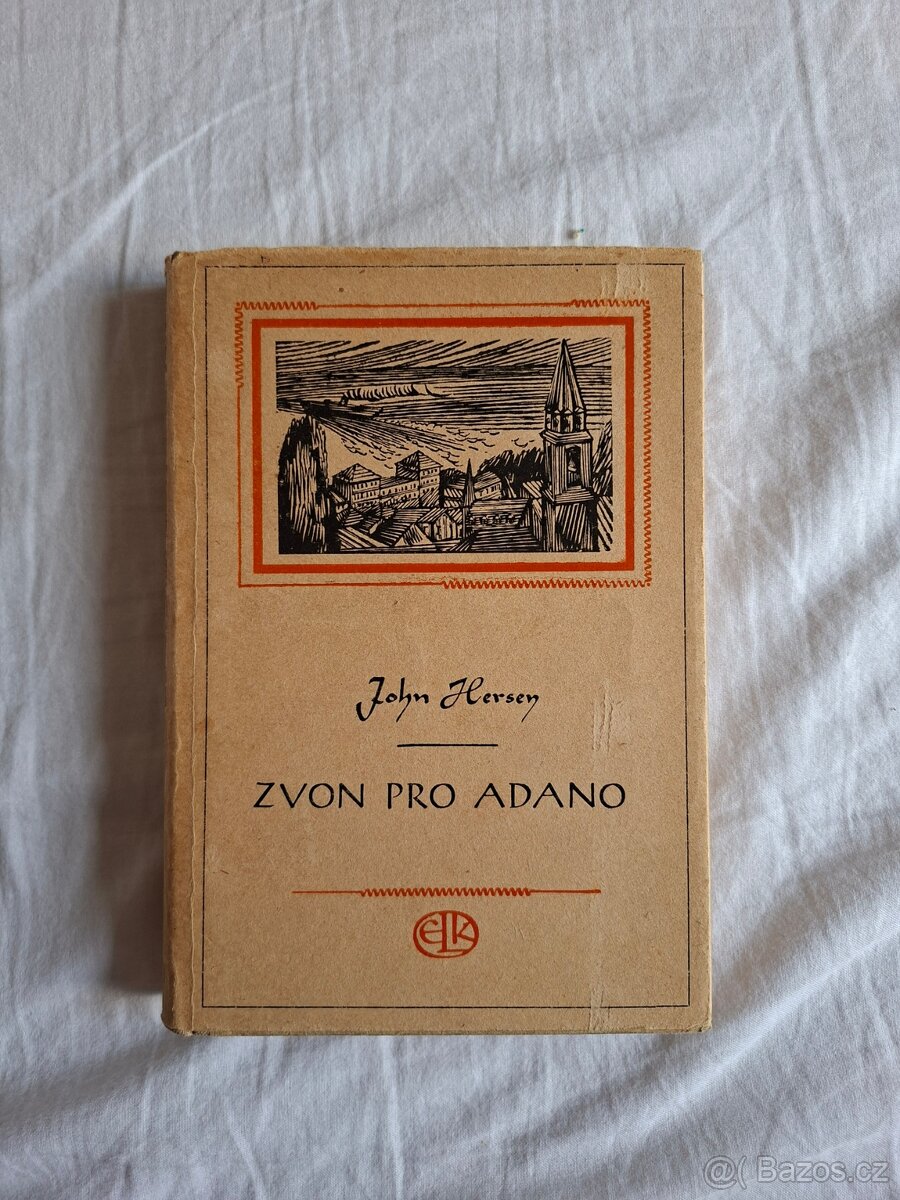 John Hersey
ZVON PRO ADANO
ELK
@( Bazos.cz